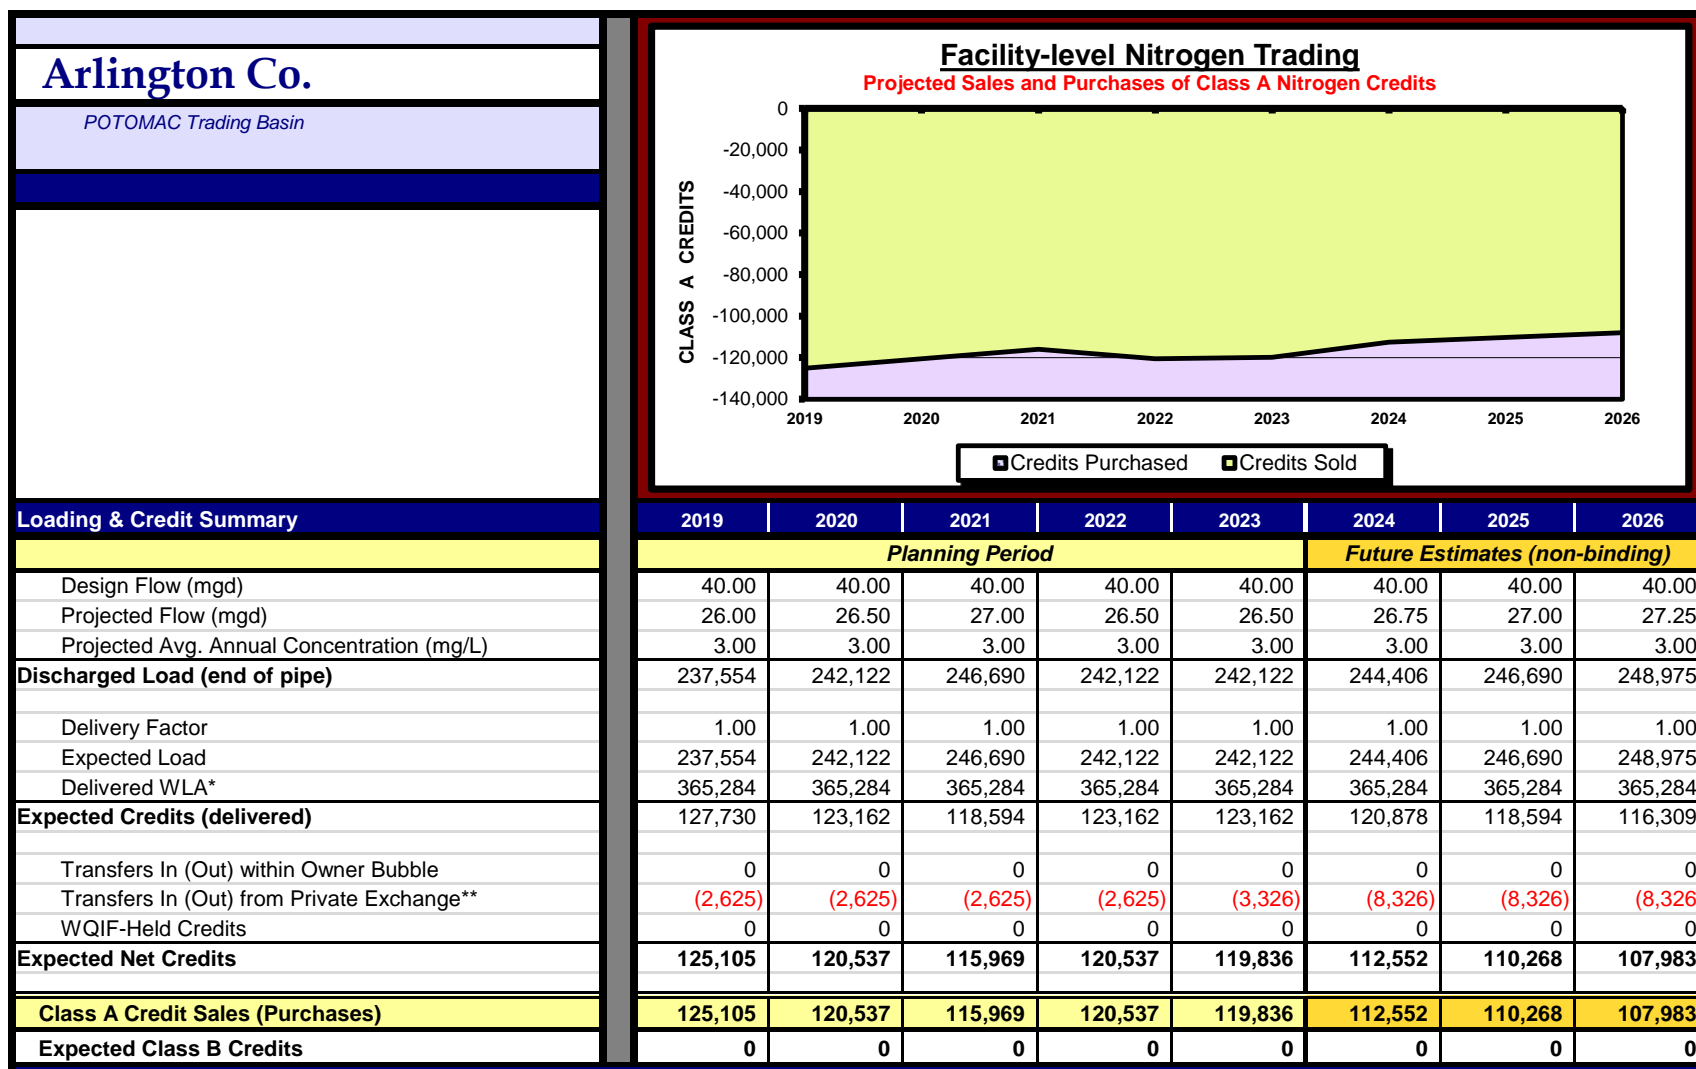 Arlington Co.
POTOMAC Trading Basin
Facility-level Nitrogen Trading
Projected Sales and Purchases of Class A Nitrogen Credits
CLASS A CREDITS
0
-20,000
-40,000
-60,000
-80,000
-100,000
-120,000
-140,000
2019 2020 2021 2022 2023 2024 2025 2026
Credits Purchased Credits Sold
Loading & Credit Summary 2019 2020 2021 2022 2023 2024 2025 2026
Planning Period Future Estimates (non-binding)
Design Flow (mgd) 40.00 40.00 40.00 40.00 40.00 40.00 40.00 40.00
Projected Flow (mgd) 26.00 26.50 27.00 26.50 26.50 26.75 27.00 27.25
Projected Avg. Annual Concentration (mg/L) 3.00 3.00 3.00 3.00 3.00 3.00 3.00 3.00
Discharged Load (end of pipe) 237,554 242,122 246,690 242,122 242,122 244,406 246,690 248,975
Delivery Factor 1.00 1.00 1.00 1.00 1.00 1.00 1.00 1.00
Expected Load 237,554 242,122 246,690 242,122 242,122 244,406 246,690 248,975
Delivered WLA* 365,284 365,284 365,284 365,284 365,284 365,284 365,284 365,284
Expected Credits (delivered) 127,730 123,162 118,594 123,162 123,162 120,878 118,594 116,309
Transfers In (Out) within Owner Bubble 0 0 0 0 0 0 0 0
Transfers In (Out) from Private Exchange** (2,625) (2,625) (2,625) (2,625) (3,326) (8,326) (8,326) (8,326
WQIF-Held Credits 0 0 0 0 0 0 0 0
Expected Net Credits 125,105 120,537 115,969 120,537 119,836 112,552 110,268 107,983
Class A Credit Sales (Purchases) 125,105 120,537 115,969 120,537 119,836 112,552 110,268 107,983
Expected Class B Credits 0 0 0 0 0 0 0 0